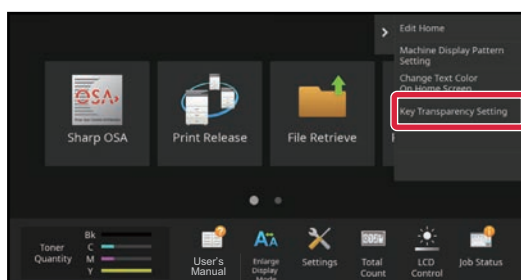 Edit Home
Machine Display Pattern
Setting
Change Text Color
On Home Screen
Key Transparency Setting
OSA
Sharp OSA
Print Release
File Retrieve
Toner
Quantity
Bk
C
M
Y
User's
Manual
Enlarge
Display
Mode
Settings
Total
Count
LCD
Control
Job Status